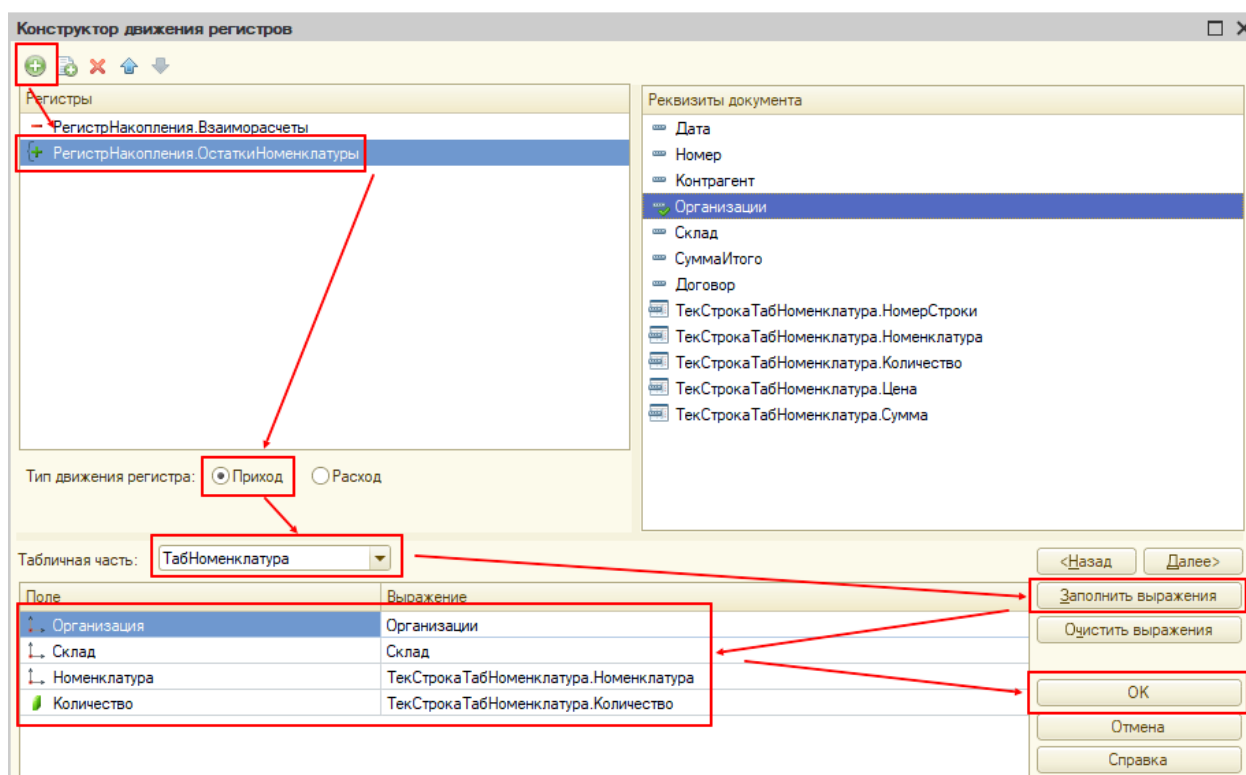 Конструктор движения регистров
Регистры
РегистрНакопления.Взаиморасчеты
РегистрНакопления.ОстаткиНоменклатуры
Реквизиты документа
Дата
Номер
Контрагент
Организации
Склад
СуммаИтого
Договор
ТекСтрокаТабНоменклатура.НомерСтроки
ТекСтрокаТабНоменклатура.Номенклатура
ТекСтрокаТабНоменклатура.Количество
ТекСтрокаТабНоменклатура.Цена
ТекСтрокаТабНоменклатура.Сумма
Тип движения регистра: Приход Расход
Табличная часть: ТабНоменклатура
<Назад Далее>
Поле Выражение
Организация Организации
Склад Склад
Номенклатура ТекСтрокаТабНоменклатура.Номенклатура
Количество ТекСтрокаТабНоменклатура.Количество
Заполнить выражения
Очистить выражения
ОК
Отмена
Справка